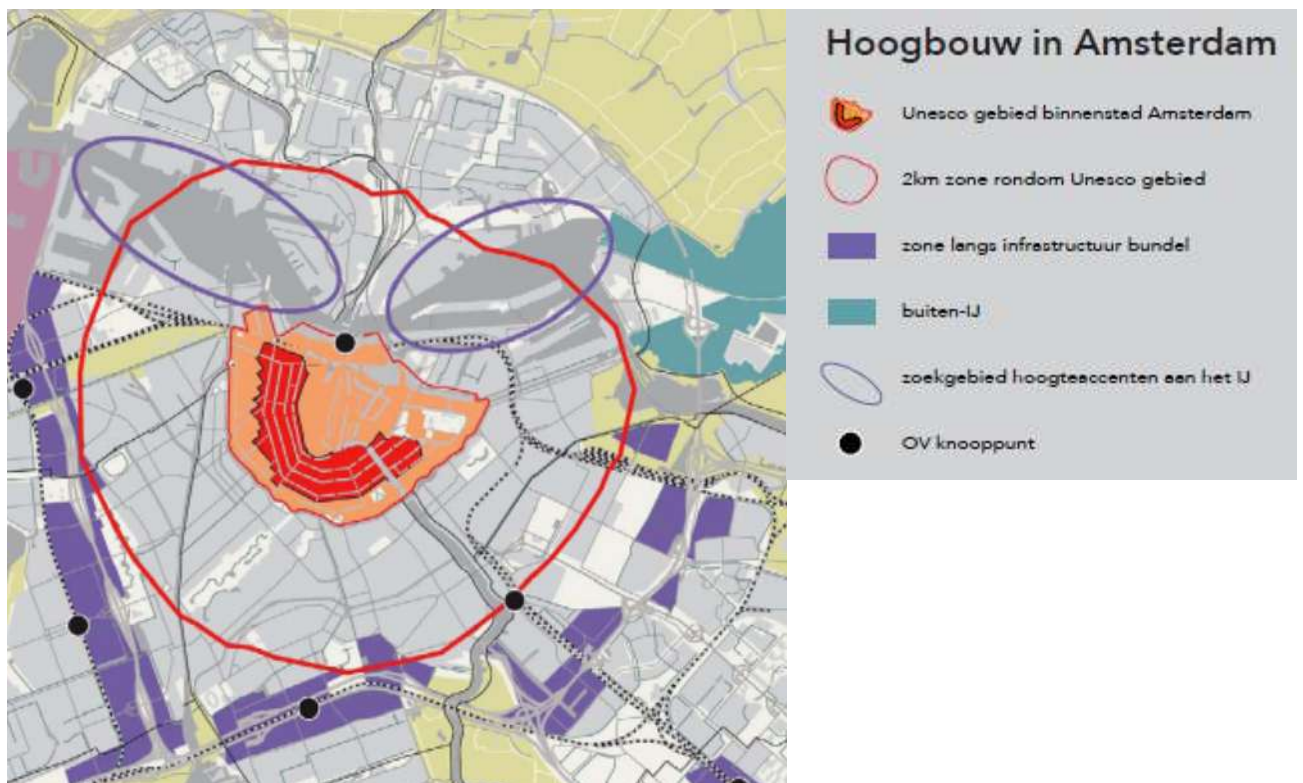 Hoogbouw in Amsterdam
Unesco gebied binnenstad Amsterdam
2km zone rondom Unesco gebied
zone langs infrastructuur bundel
buiten-IJ
zoekgebied hoogteaccenten aan het IJ
OV knooppunt